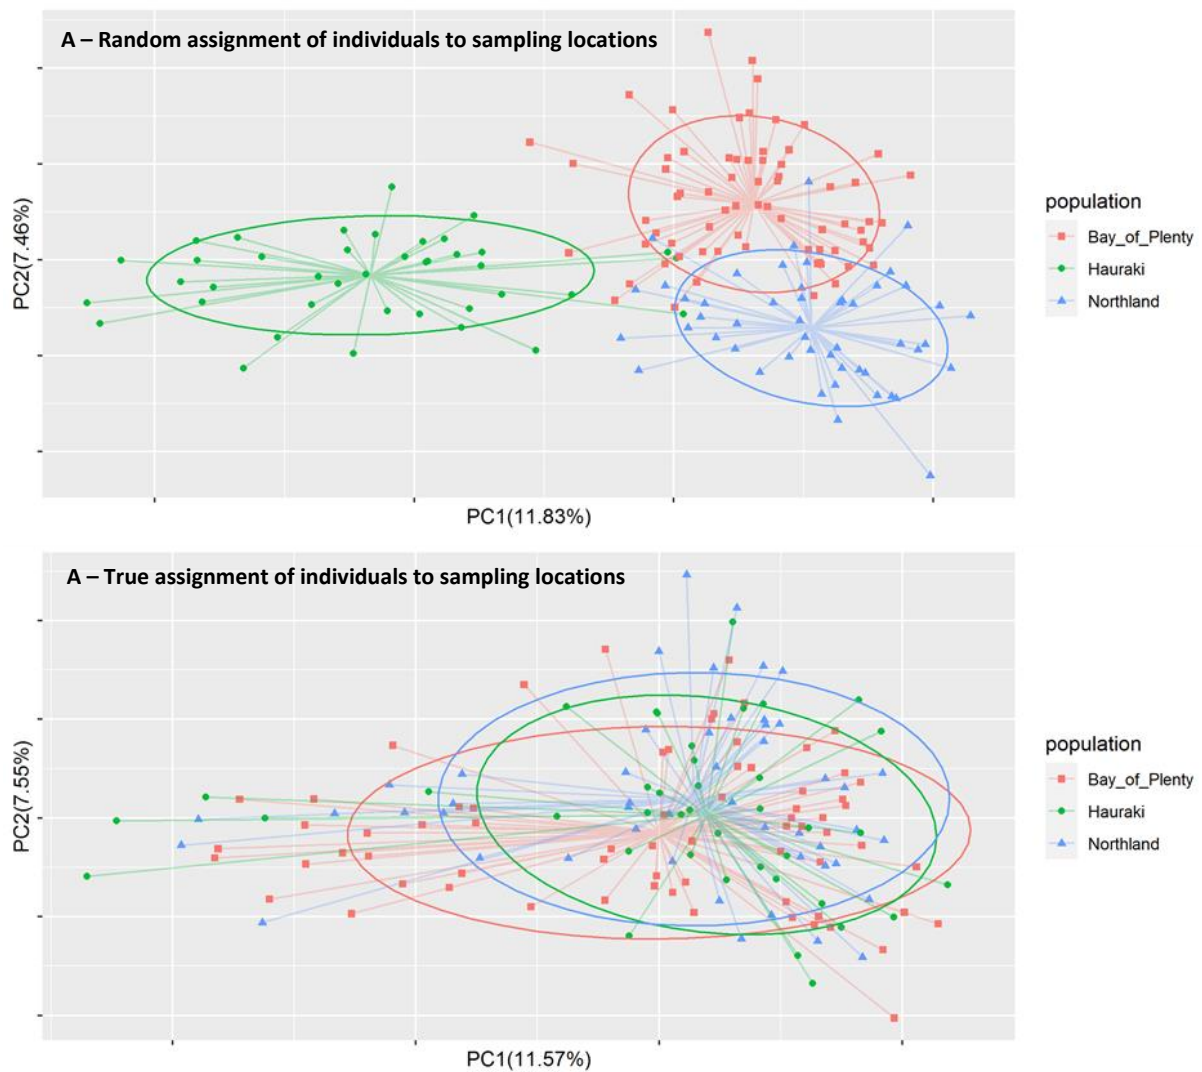 A – Random assignment of individuals to sampling locations
PC2(7.46%)
PC1(11.83%)
population
Bay_of_Plenty
Hauraki
Northland
A – True assignment of individuals to sampling locations
PC2(7.55%)
PC1(11.57%)
population
Bay_of_Plenty
Hauraki
Northland